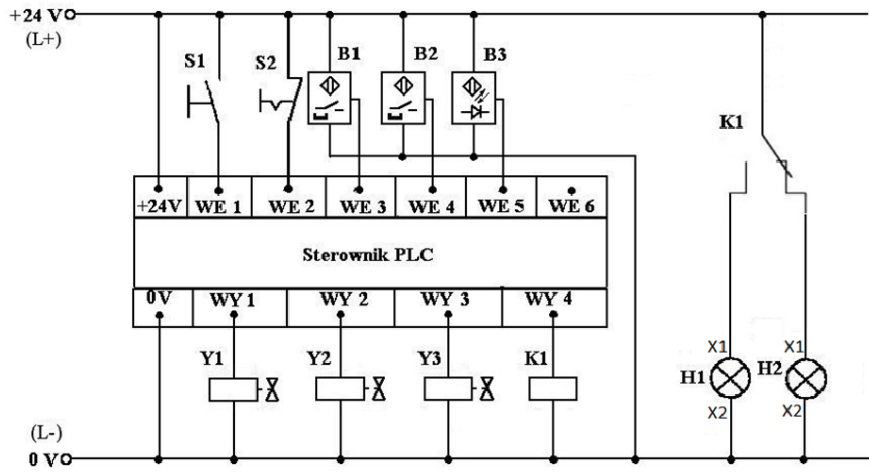 +24 V
(L+)
S1 S2 B1 B2 B3
K1
+24V WE 1 WE 2 WE 3 WE 4 WE 5 WE 6
Sterownik PLC
0V WY 1 WY 2 WY 3 WY 4
Y1 Y2 Y3 K1
X1 X1
H1 H2
X2 X2
(L-)
0 V